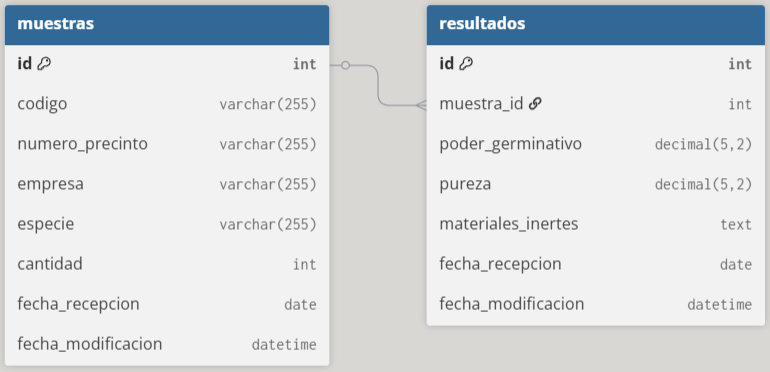 muestras
id int
codigo varchar(255)
numero_precinto varchar(255)
empresa varchar(255)
especie varchar(255)
cantidad int
fecha_recepcion date
fecha_modificacion datetime
resultados
id int
muestra_id int
poder_germinativo decimal(5,2)
pureza decimal(5,2)
materiales_inertes text
fecha_recepcion date
fecha_modificacion datetime